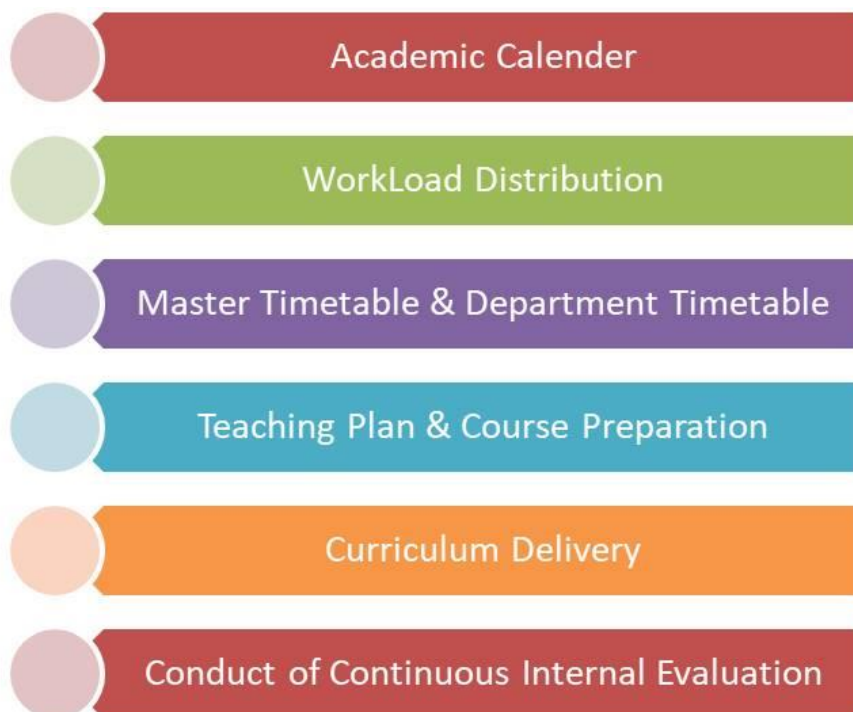 Academic Calender
WorkLoad Distribution
Master Timetable & Department Timetable
Teaching Plan & Course Preparation
Curriculum Delivery
Conduct of Continuous Internal Evaluation